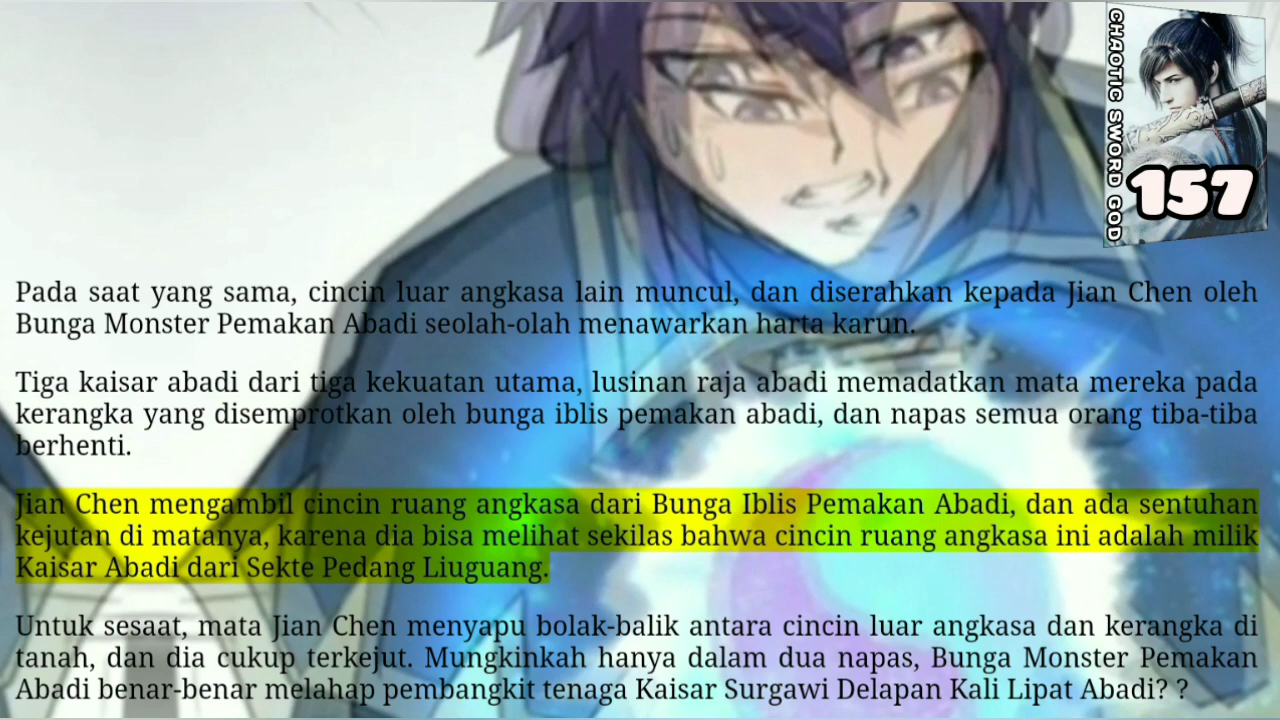 CHAOTIC SWORD GOD
157
Pada saat yang sama, cincin luar angkasa lain muncul, dan diserahkan kepada Jian Chen oleh
Bunga Monster Pemakan Abadi seolah-olah menawarkan harta karun.
Tiga kaisar abadi dari tiga kekuatan utama, lusinan raja abadi memadatkan mata mereka pada
kerangka yang disemprotkan oleh bunga iblis pemakan abadi, dan napas semua orang tiba-tiba
berhenti.
Jian Chen mengambil cincin ruang angkasa dari Bunga Iblis Pemakan Abadi, dan ada sentuhan
kejutan di matanya, karena dia bisa melihat sekilas bahwa cincin ruang angkasa ini adalah milik
Kaisar Abadi dari Sekte Pedang Liuguang.
Untuk sesaat, mata Jian Chen menyapu bolak-balik antara cincin luar angkasa dan kerangka di
tanah, dan dia cukup terkejut. Mungkinkah hanya dalam dua napas, Bunga Monster Pemakan
Abadi benar-benar melahap pembangkit tenaga Kaisar Surgawi Delapan Kali Lipat Abadi? ?